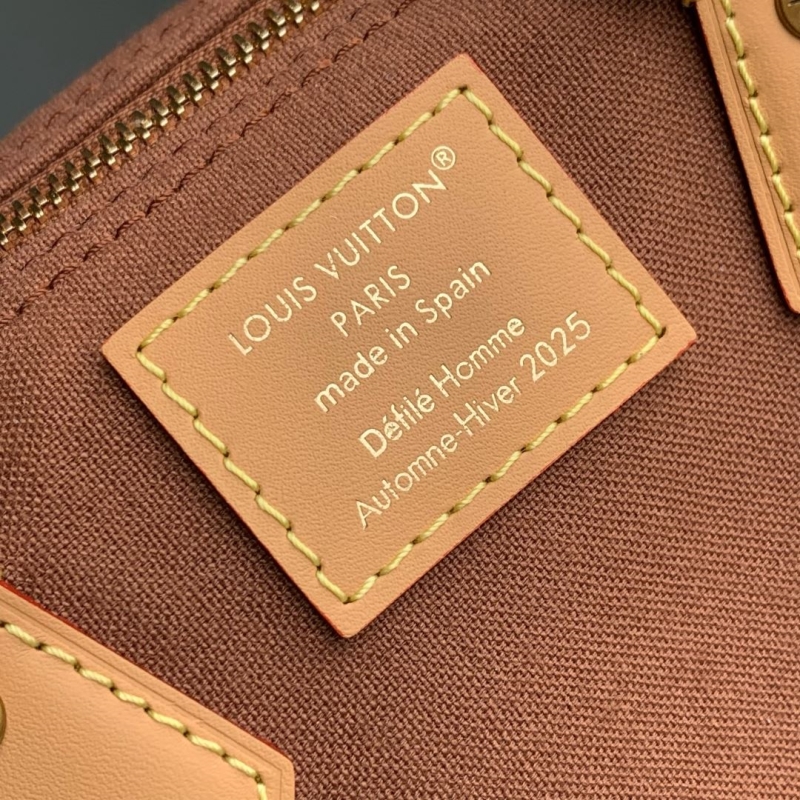 LOUIS VUITTON®
PARIS
made in Spain
Défilé Homme
Automne-Hiver 2025